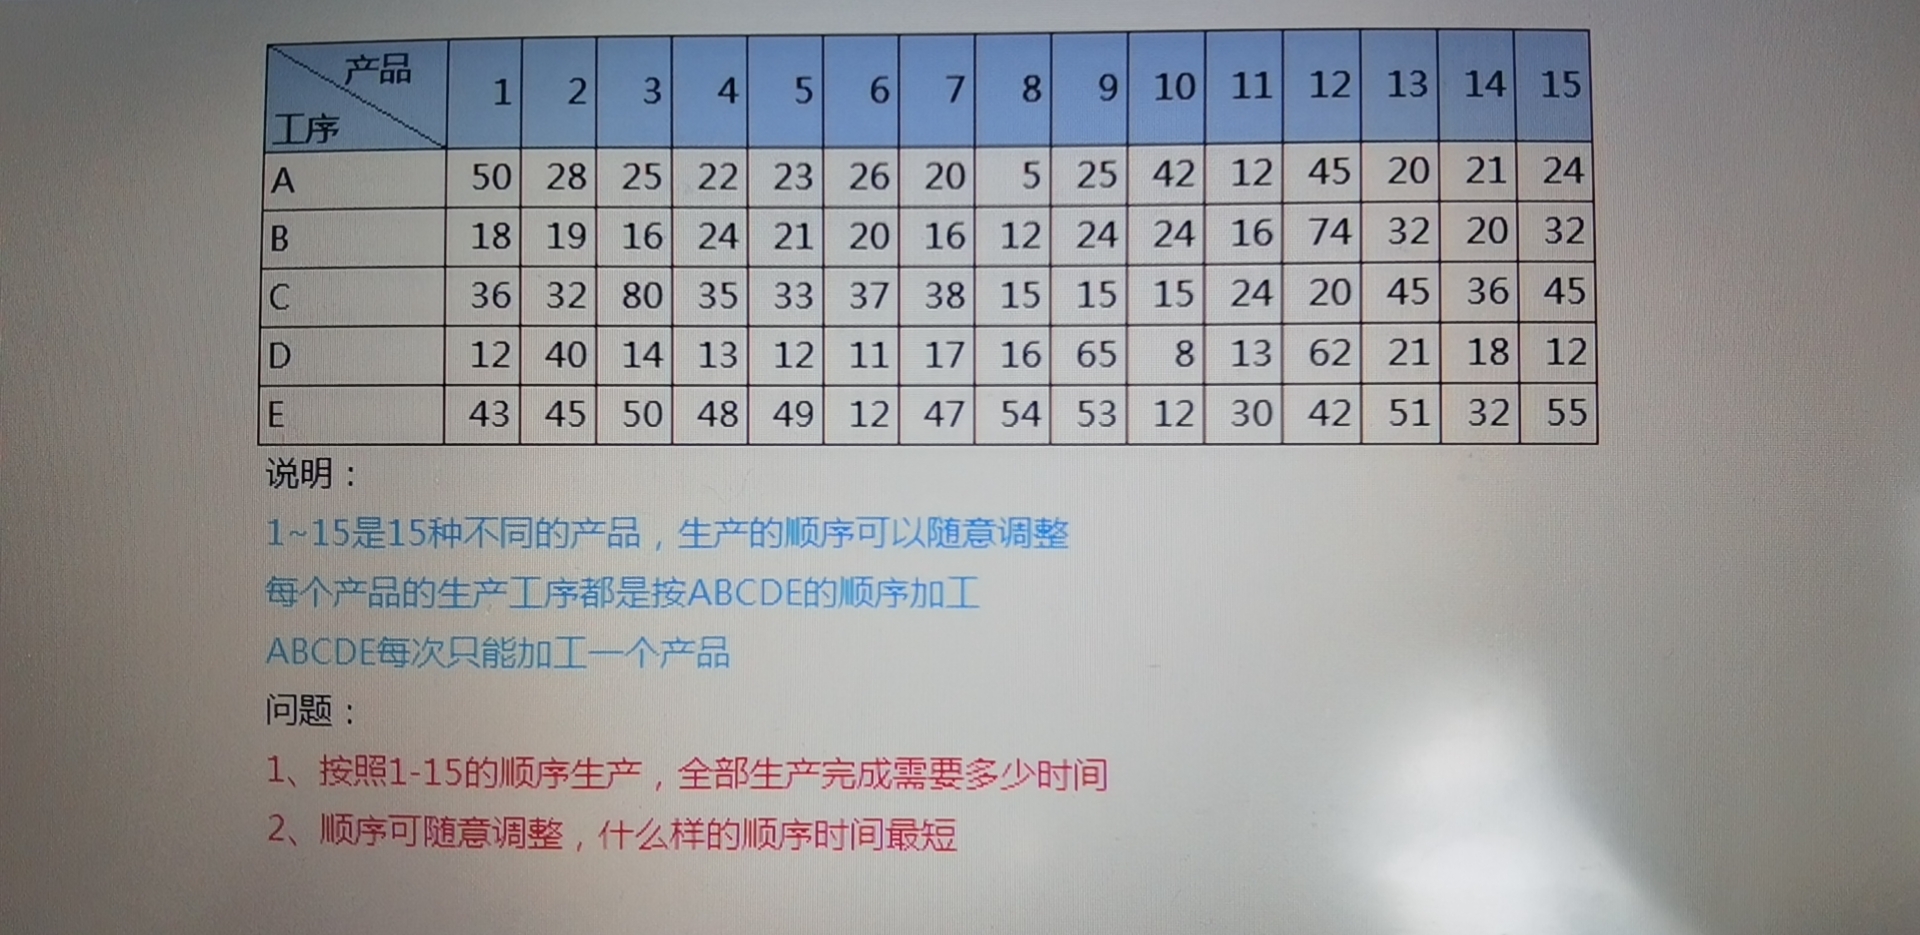 产品 1 2 3 4 5 6 7 8 9 10 11 12 13 14 15
工序
A 50 28 25 22 23 26 20 5 25 42 12 45 20 21 24
B 18 19 16 24 21 20 16 12 24 24 16 74 32 20 32
C 36 32 80 35 33 37 38 15 15 15 24 20 45 36 45
D 12 40 14 13 12 11 17 16 65 8 13 62 21 18 12
E 43 45 50 48 49 12 47 54 53 12 30 42 51 32 55
说明：
1~15是15种不同的产品，生产的顺序可以随意调整
每个产品的生产工序都是按ABCDE的顺序加工
ABCDE每次只能加工一个产品
问题：
1、按照1-15的顺序生产，全部生产完成需要多少时间
2、顺序可随意调整，什么样的顺序时间最短